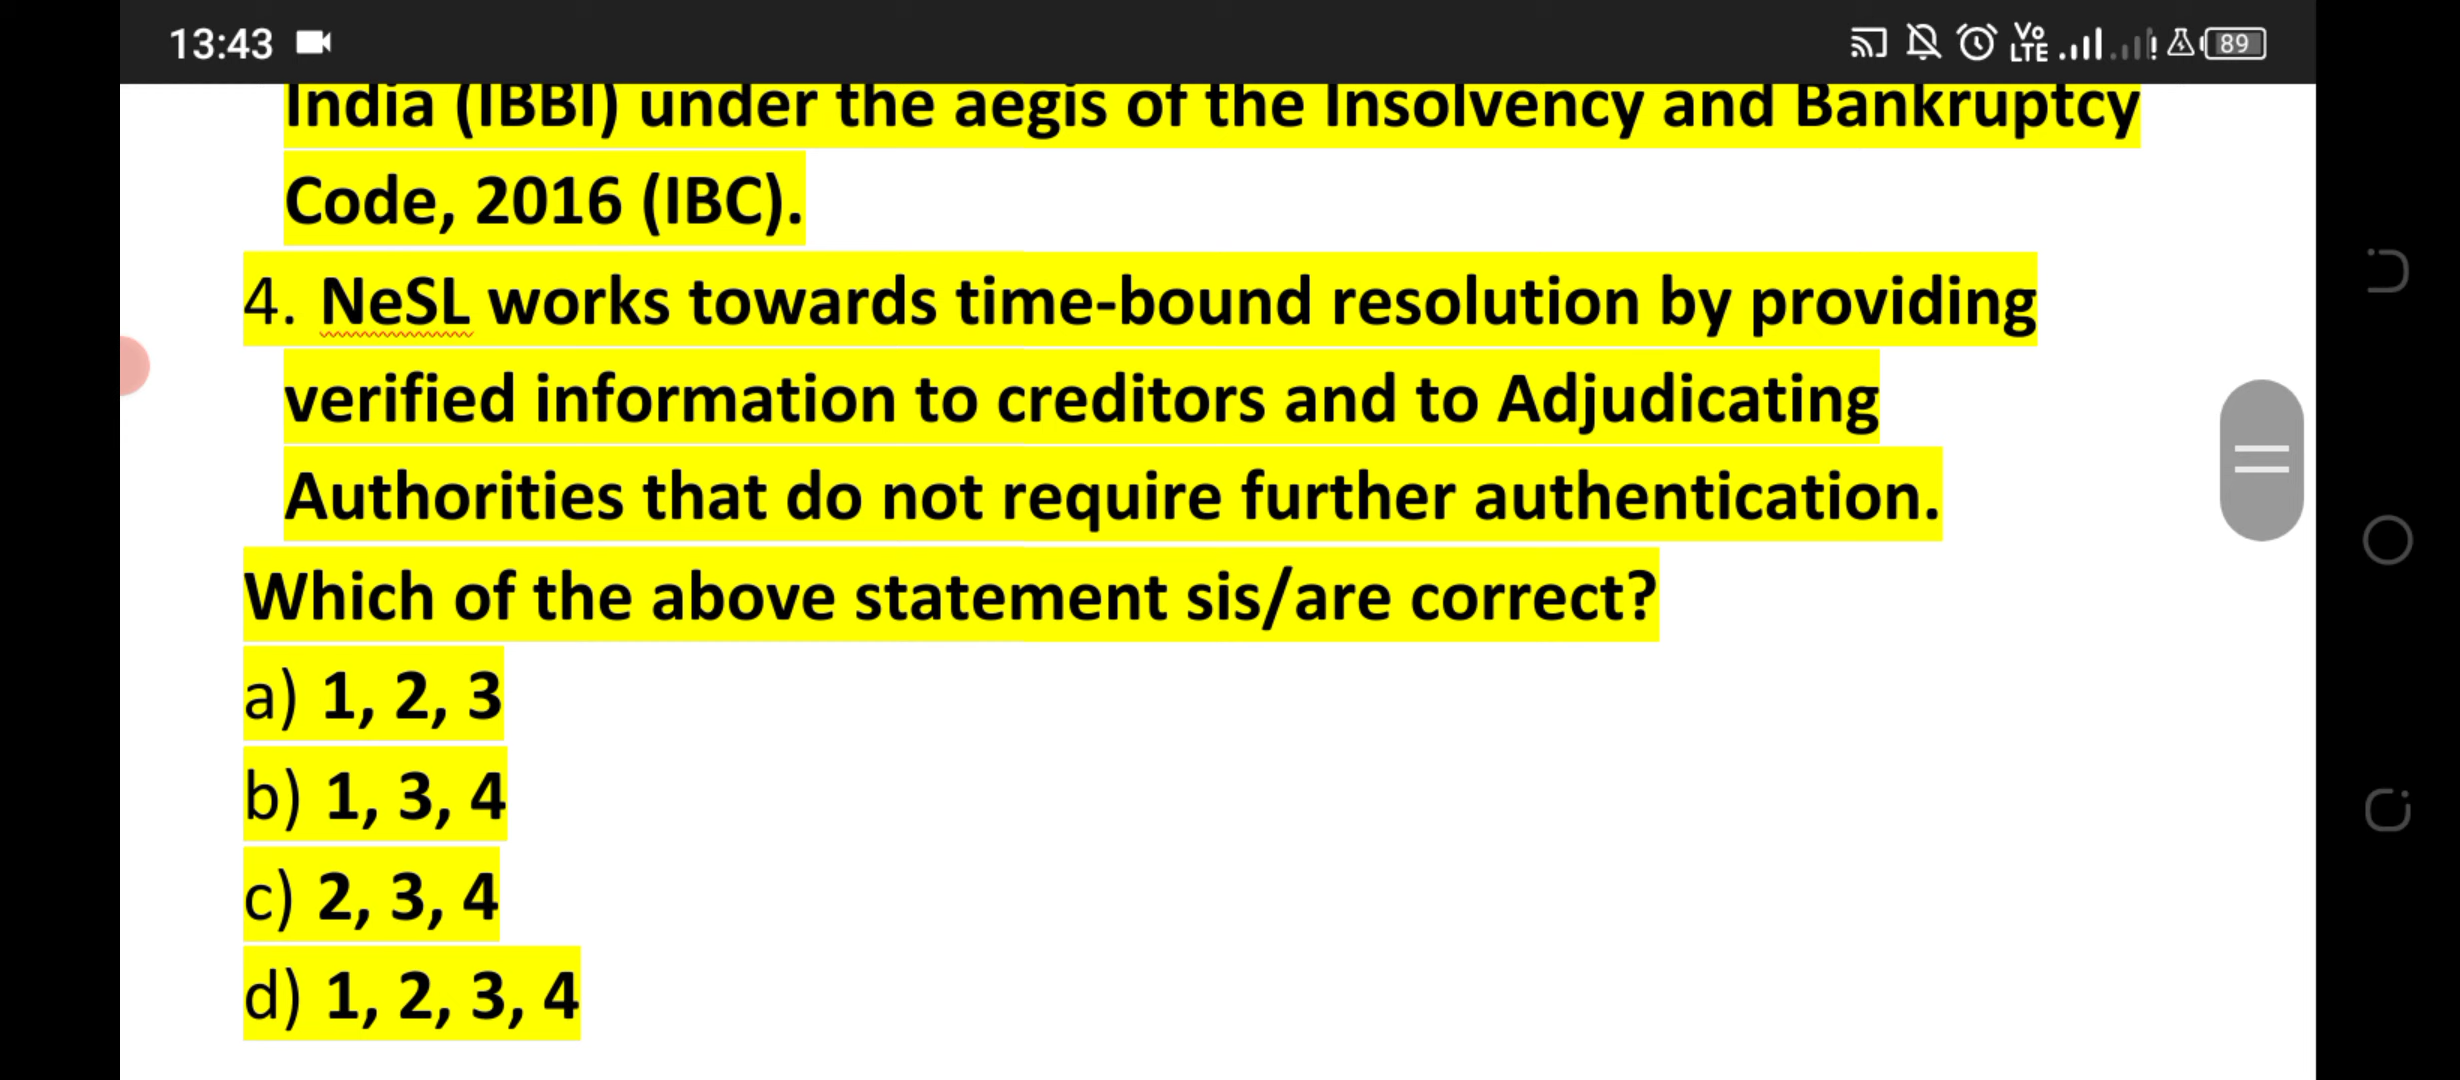 13:43
Vo LTE 89
India (IBBI) under the aegis of the Insolvency and Bankruptcy
Code, 2016 (IBC).
4. NeSL works towards time-bound resolution by providing
verified information to creditors and to Adjudicating
Authorities that do not require further authentication.
Which of the above statement sis/are correct?
a) 1, 2, 3
b) 1, 3, 4
c) 2, 3, 4
d) 1, 2, 3, 4